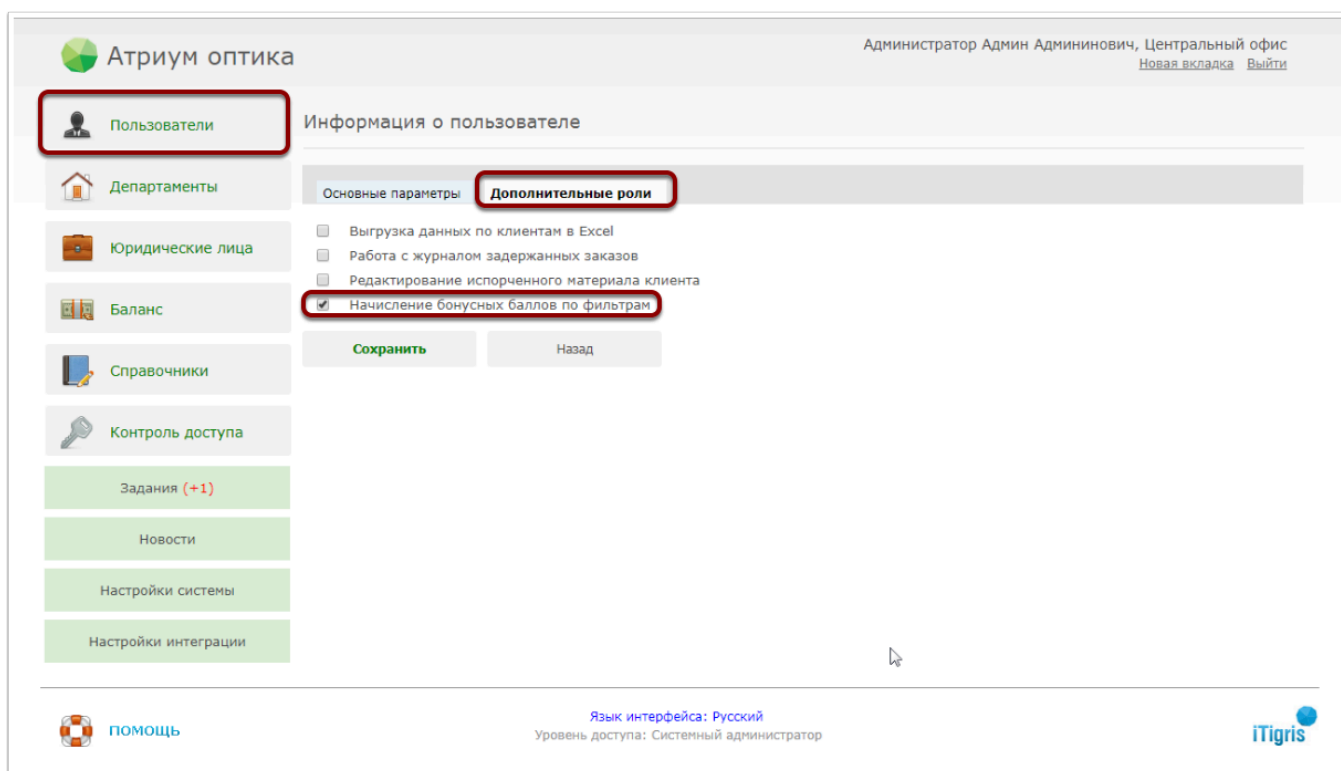 Атриум оптика
Администратор Админ Админинович, Центральный офис
Новая вкладка Выйти
Пользователи
Департаменты
Юридические лица
Баланс
Справочники
Контроль доступа
Задания (+1)
Новости
Настройки системы
Настройки интеграции
Информация о пользователе
Основные параметры Дополнительные роли
Выгрузка данных по клиентам в Excel
Работа с журналом задержанных заказов
Редактирование испорченного материала клиента
Начисление бонусных баллов по фильтрам
Сохранить Назад
ПОМОЩЬ
Язык интерфейса: Русский
Уровень доступа: Системный администратор
iTigris